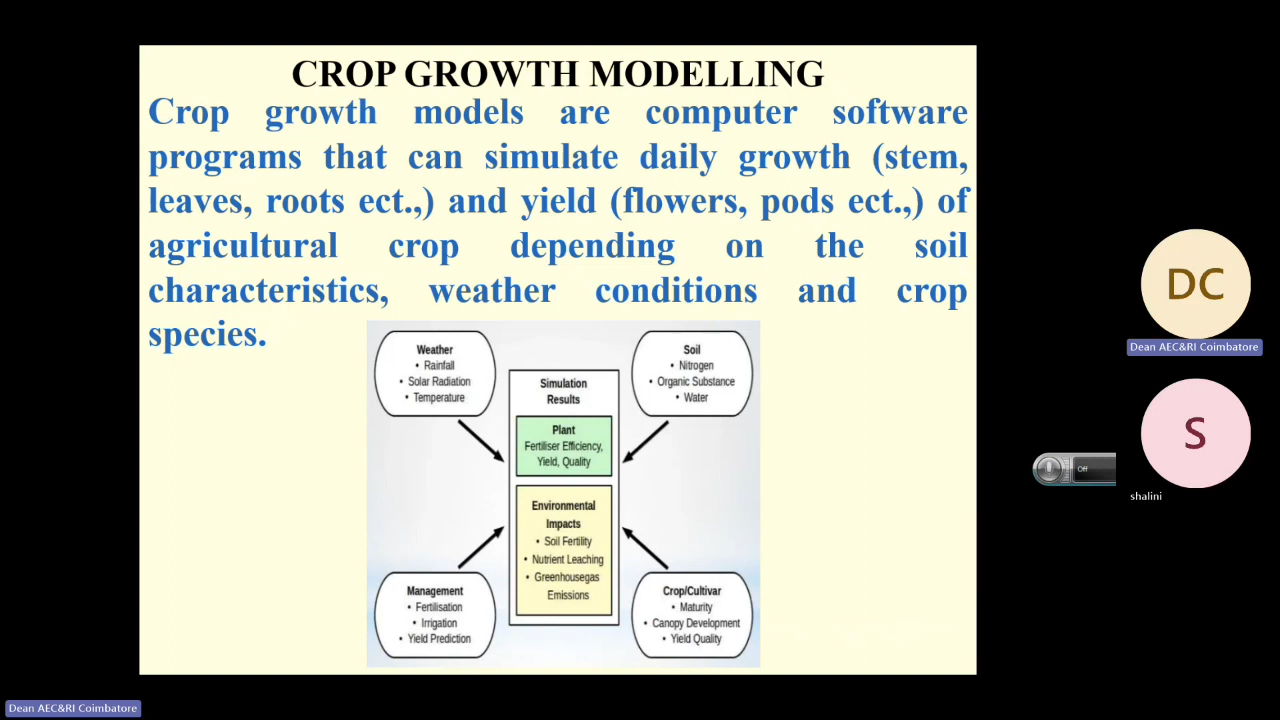 CROP GROWTH MODELLING
Crop growth models are computer software
programs that can simulate daily growth (stem,
leaves, roots ect.,) and yield (flowers, pods ect.,) of
agricultural crop depending on the soil
characteristics, weather conditions and crop
species.
Weather
• Rainfall
• Solar Radiation
• Temperature
Simulation
Results
Soil
• Nitrogen
• Organic Substance
• Water
Plant
Fertiliser Efficiency,
Yield, Quality
Environmental
Impacts
• Soil Fertility
• Nutrient Leaching
• Greenhousegas
Emissions
Management
• Fertilisation
• Irrigation
• Yield Prediction
Crop/Cultivar
• Maturity
• Canopy Development
• Yield Quality
DC
Dean AEC&RI Coimbatore
S
shalini
Off
Dean AEC&RI Coimbatore